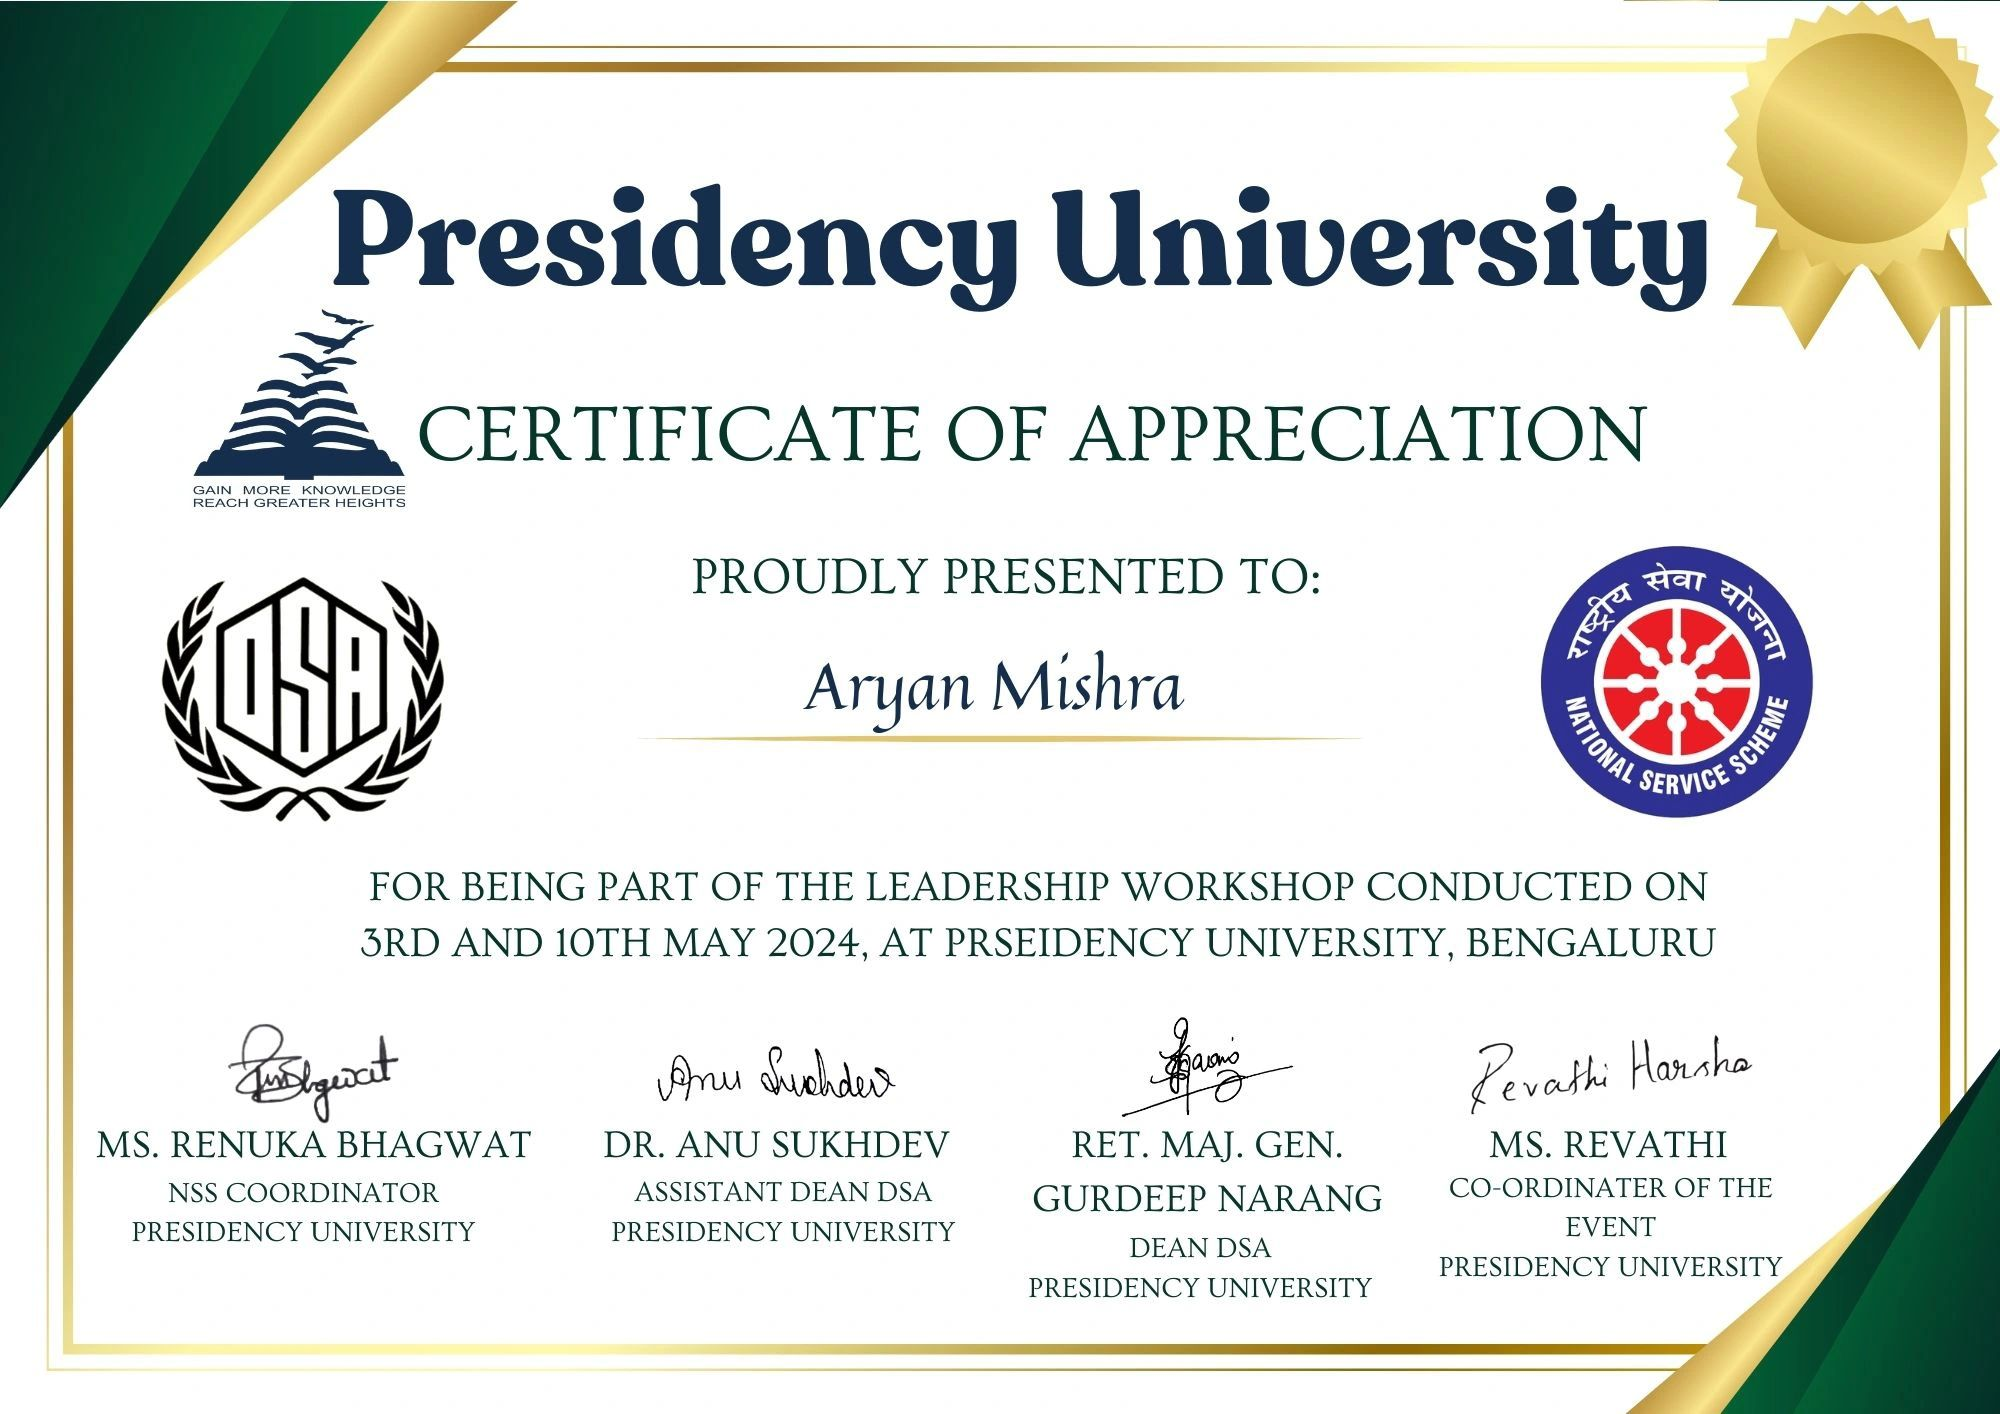 Presidency University
GAIN MORE KNOWLEDGE
REACH GREATER HEIGHTS
CERTIFICATE OF APPRECIATION
PROUDLY PRESENTED TO:
Aryan Mishra
DSA
राष्ट्रीय सेवा योजना
NATIONAL SERVICE SCHEME
FOR BEING PART OF THE LEADERSHIP WORKSHOP CONDUCTED ON
3RD AND 10TH MAY 2024, AT PRSEIDENCY UNIVERSITY, BENGALURU
Anu Sukhdev
Revathi Harsha
MS. RENUKA BHAGWAT
NSS COORDINATOR
PRESIDENCY UNIVERSITY
DR. ANU SUKHDEV
ASSISTANT DEAN DSA
PRESIDENCY UNIVERSITY
RET. MAJ. GEN.
GURDEEP NARANG
DEAN DSA
PRESIDENCY UNIVERSITY
MS. REVATHI
CO-ORDINATER OF THE
EVENT
PRESIDENCY UNIVERSITY